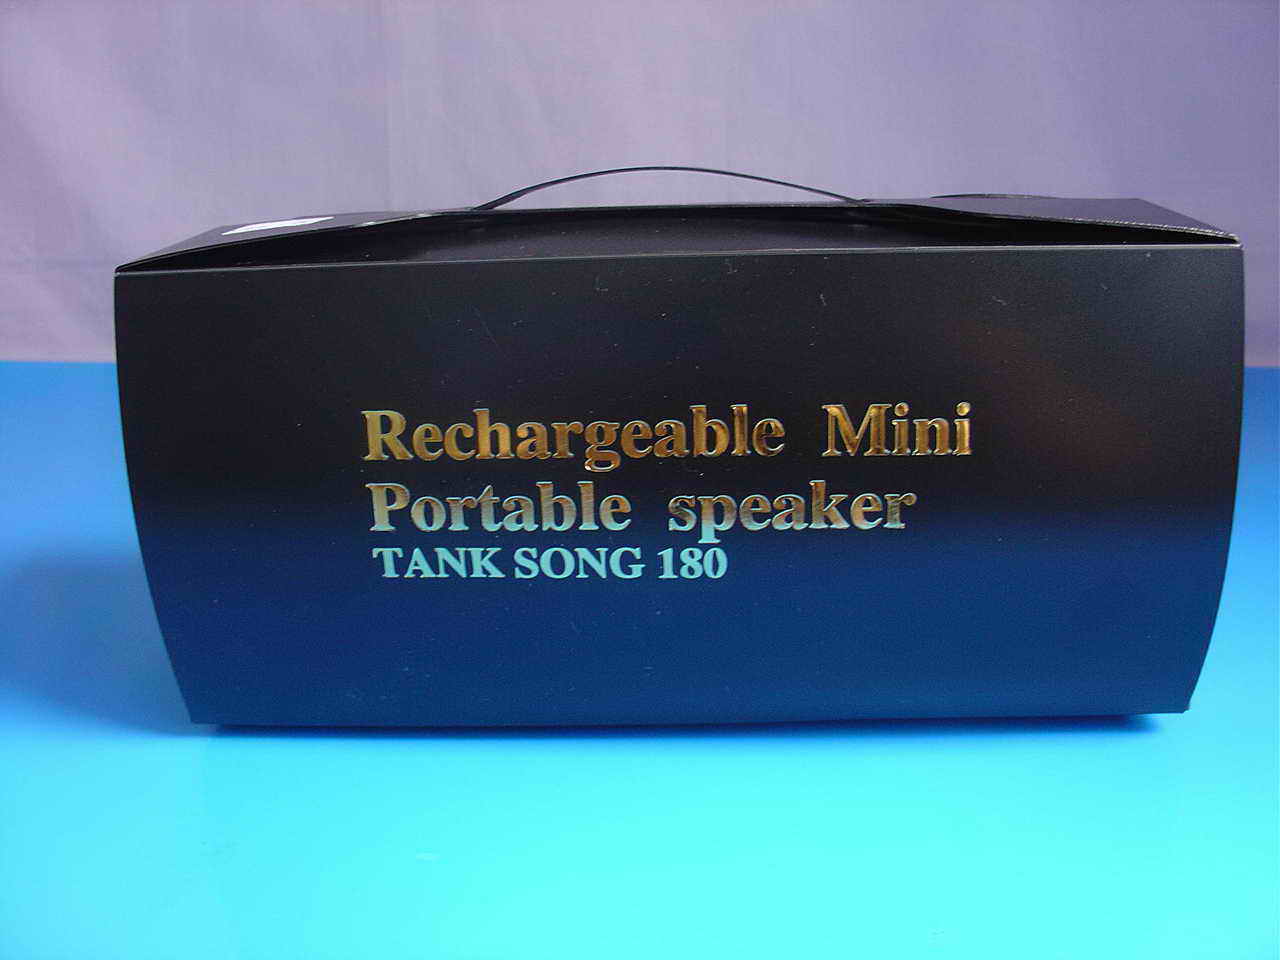 Rechargeable Mini
Portable speaker
TANK SONG 180